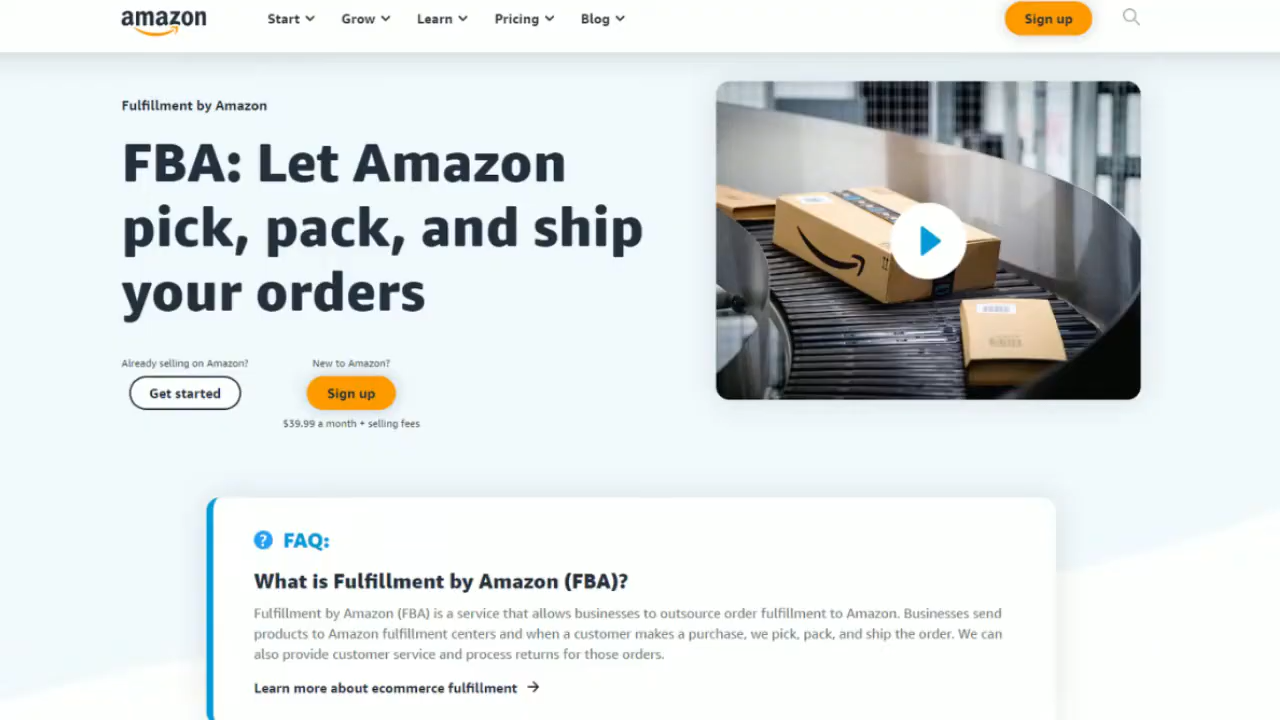 amazon
Start
Grow
Learn
Pricing
Blog
Sign up
Fulfillment by Amazon
FBA: Let Amazon
pick, pack, and ship
your orders
Already selling on Amazon?
Get started
New to Amazon?
Sign up
$39.99 a month + selling fees
FAQ:
What is Fulfillment by Amazon (FBA)?
Fulfillment by Amazon (FBA) is a service that allows businesses to outsource order fulfillment to Amazon. Businesses send
products to Amazon fulfillment centers and when a customer makes a purchase, we pick, pack, and ship the order. We can
also provide customer service and process returns for those orders.
Learn more about ecommerce fulfillment →